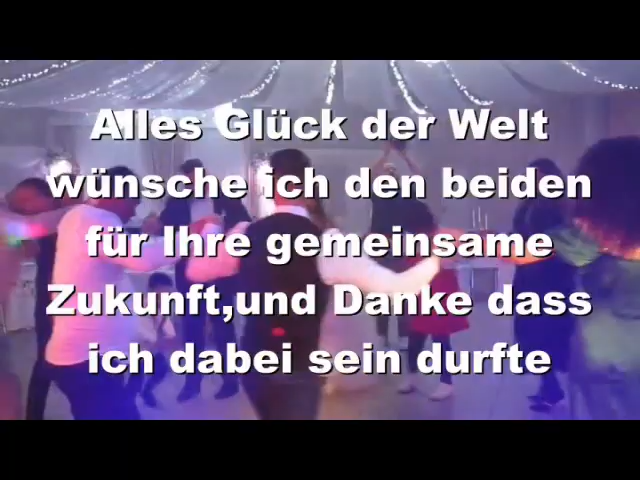 Alles Glück der Welt
wünsche ich den beiden
für Ihre gemeinsame
Zukunft,und Danke dass
ich dabei sein durfte